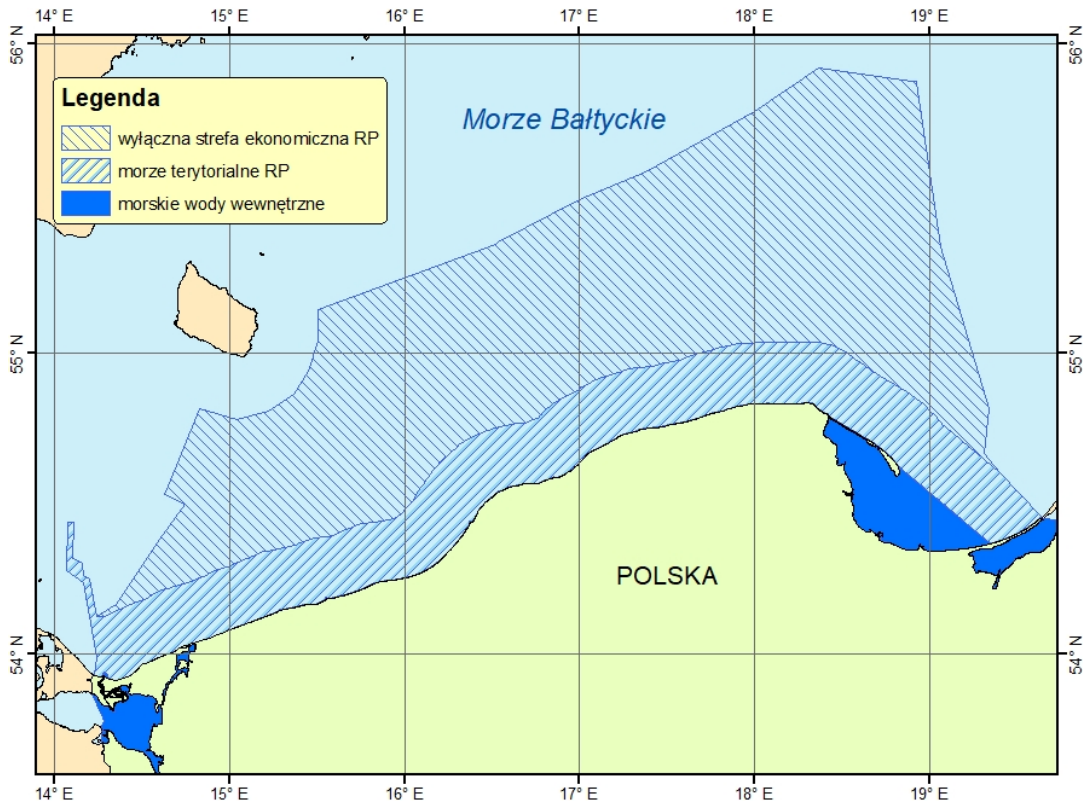 14° E 15° E 16° E 17° E 18° E 19° E
56° N 56° N
Legenda
Morze Bałtyckie
wyłączna strefa ekonomiczna RP
morze terytorialne RP
morskie wody wewnętrzne
55° N 55° N
POLSKA
54° N 54° N
14° E 15° E 16° E 17° E 18° E 19° E